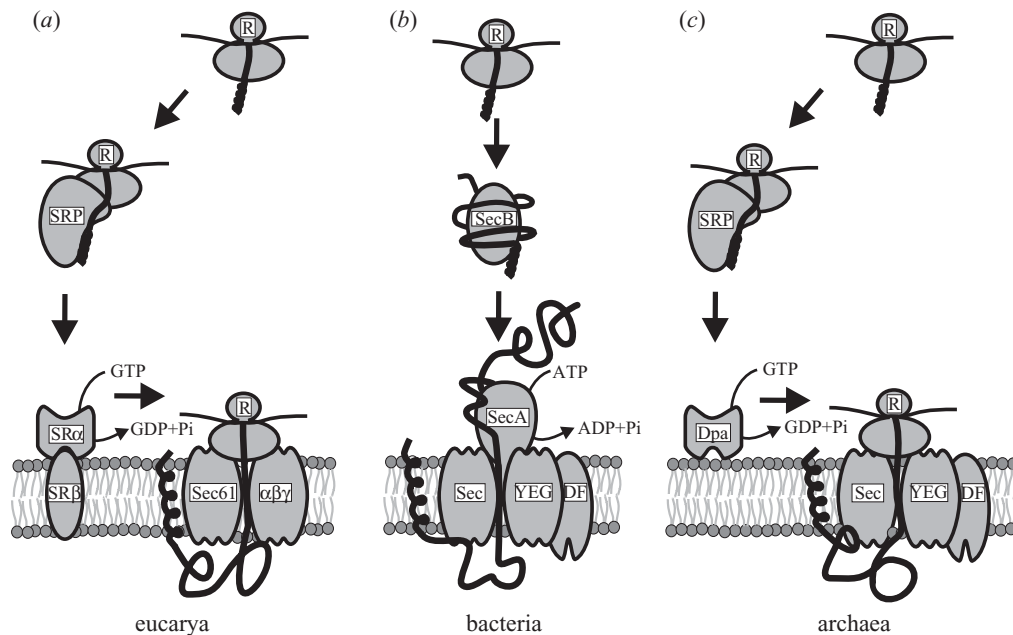 (a)
R
R
SRP
GTP
SRα
GDP+Pi
R
SRβ
Sec61
αβγ
eucarya
(b)
R
SecB
ATP
SecA
ADP+Pi
Sec
YEG
DF
bacteria
(c)
R
R
SRP
GTP
Dpa
GDP+Pi
R
Sec
YEG
DF
archaea